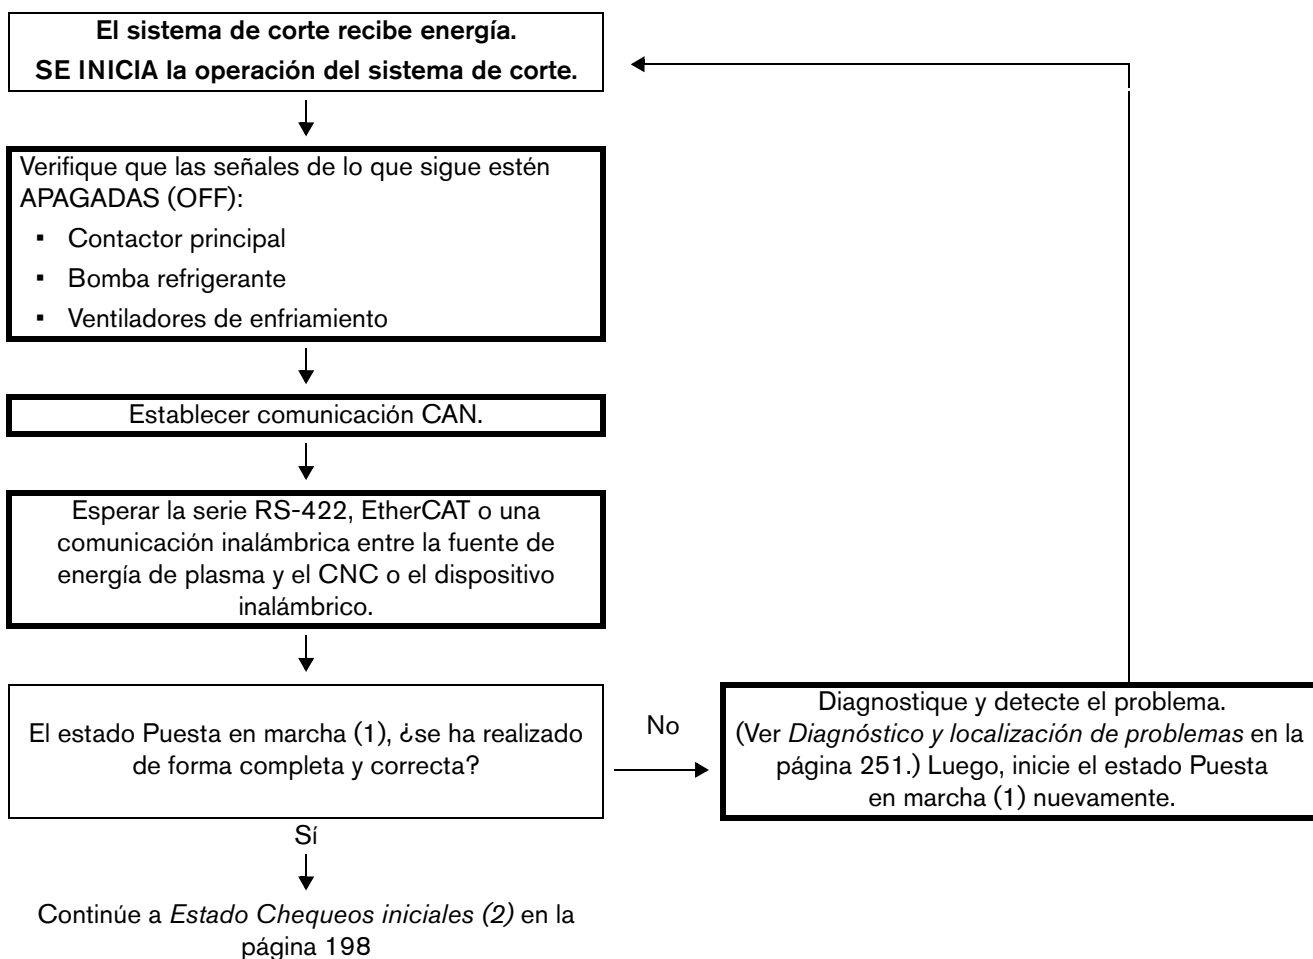 El sistema de corte recibe energía.
SE INICIA la operación del sistema de corte.
Verifique que las señales de lo que sigue estén
APAGADAS (OFF):
▪ Contactor principal
▪ Bomba refrigerante
▪ Ventiladores de enfriamiento
Establecer comunicación CAN.
Esperar la serie RS-422, EtherCAT o una
comunicación inalámbrica entre la fuente de
energía de plasma y el CNC o el dispositivo
inalámbrico.
El estado Puesta en marcha (1), ¿se ha realizado
de forma completa y correcta?
No
Diagnostique y detecte el problema.
(Ver Diagnóstico y localización de problemas en la
página 251.) Luego, inicie el estado Puesta
en marcha (1) nuevamente.
Sí
Continúe a Estado Chequeos iniciales (2) en la
página 198